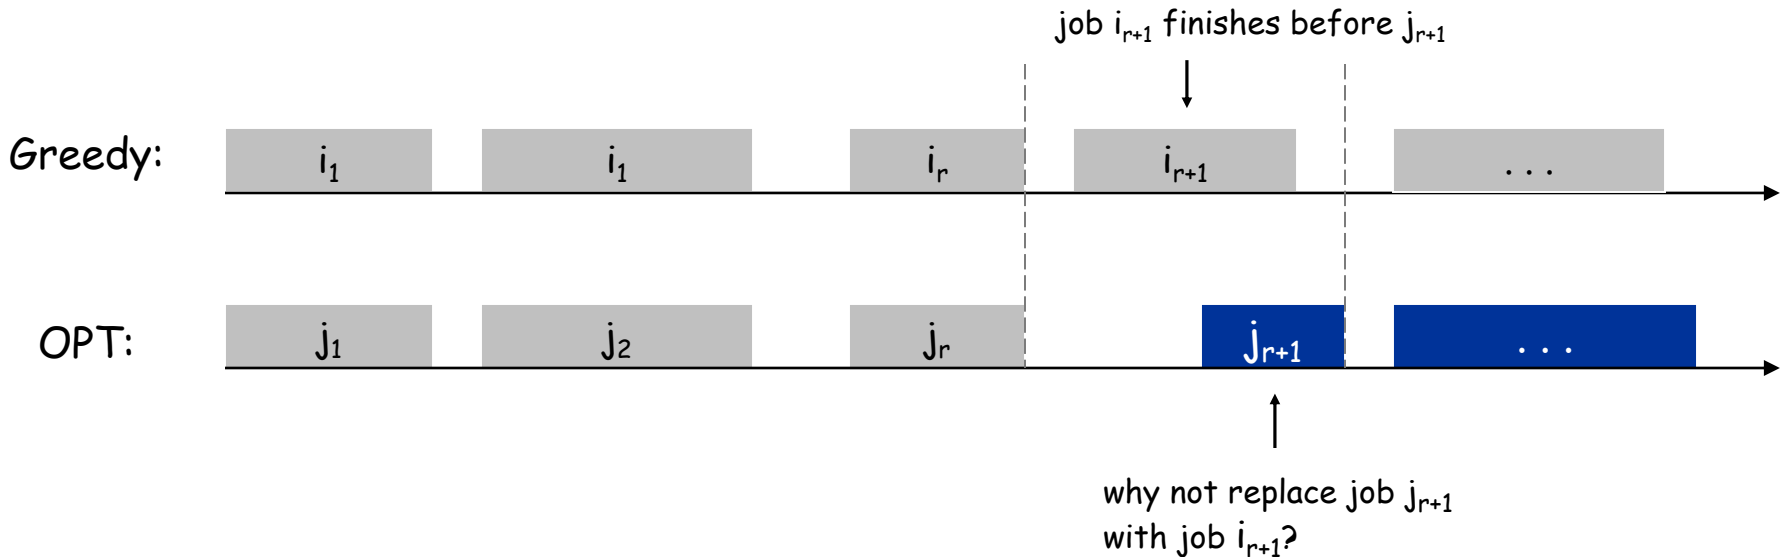 job i_{r+1} finishes before j_{r+1}
Greedy: i_1 i_1 i_r i_{r+1} . . .
OPT: j_1 j_2 j_r j_{r+1} . . .
why not replace job j_{r+1}
with job i_{r+1}?